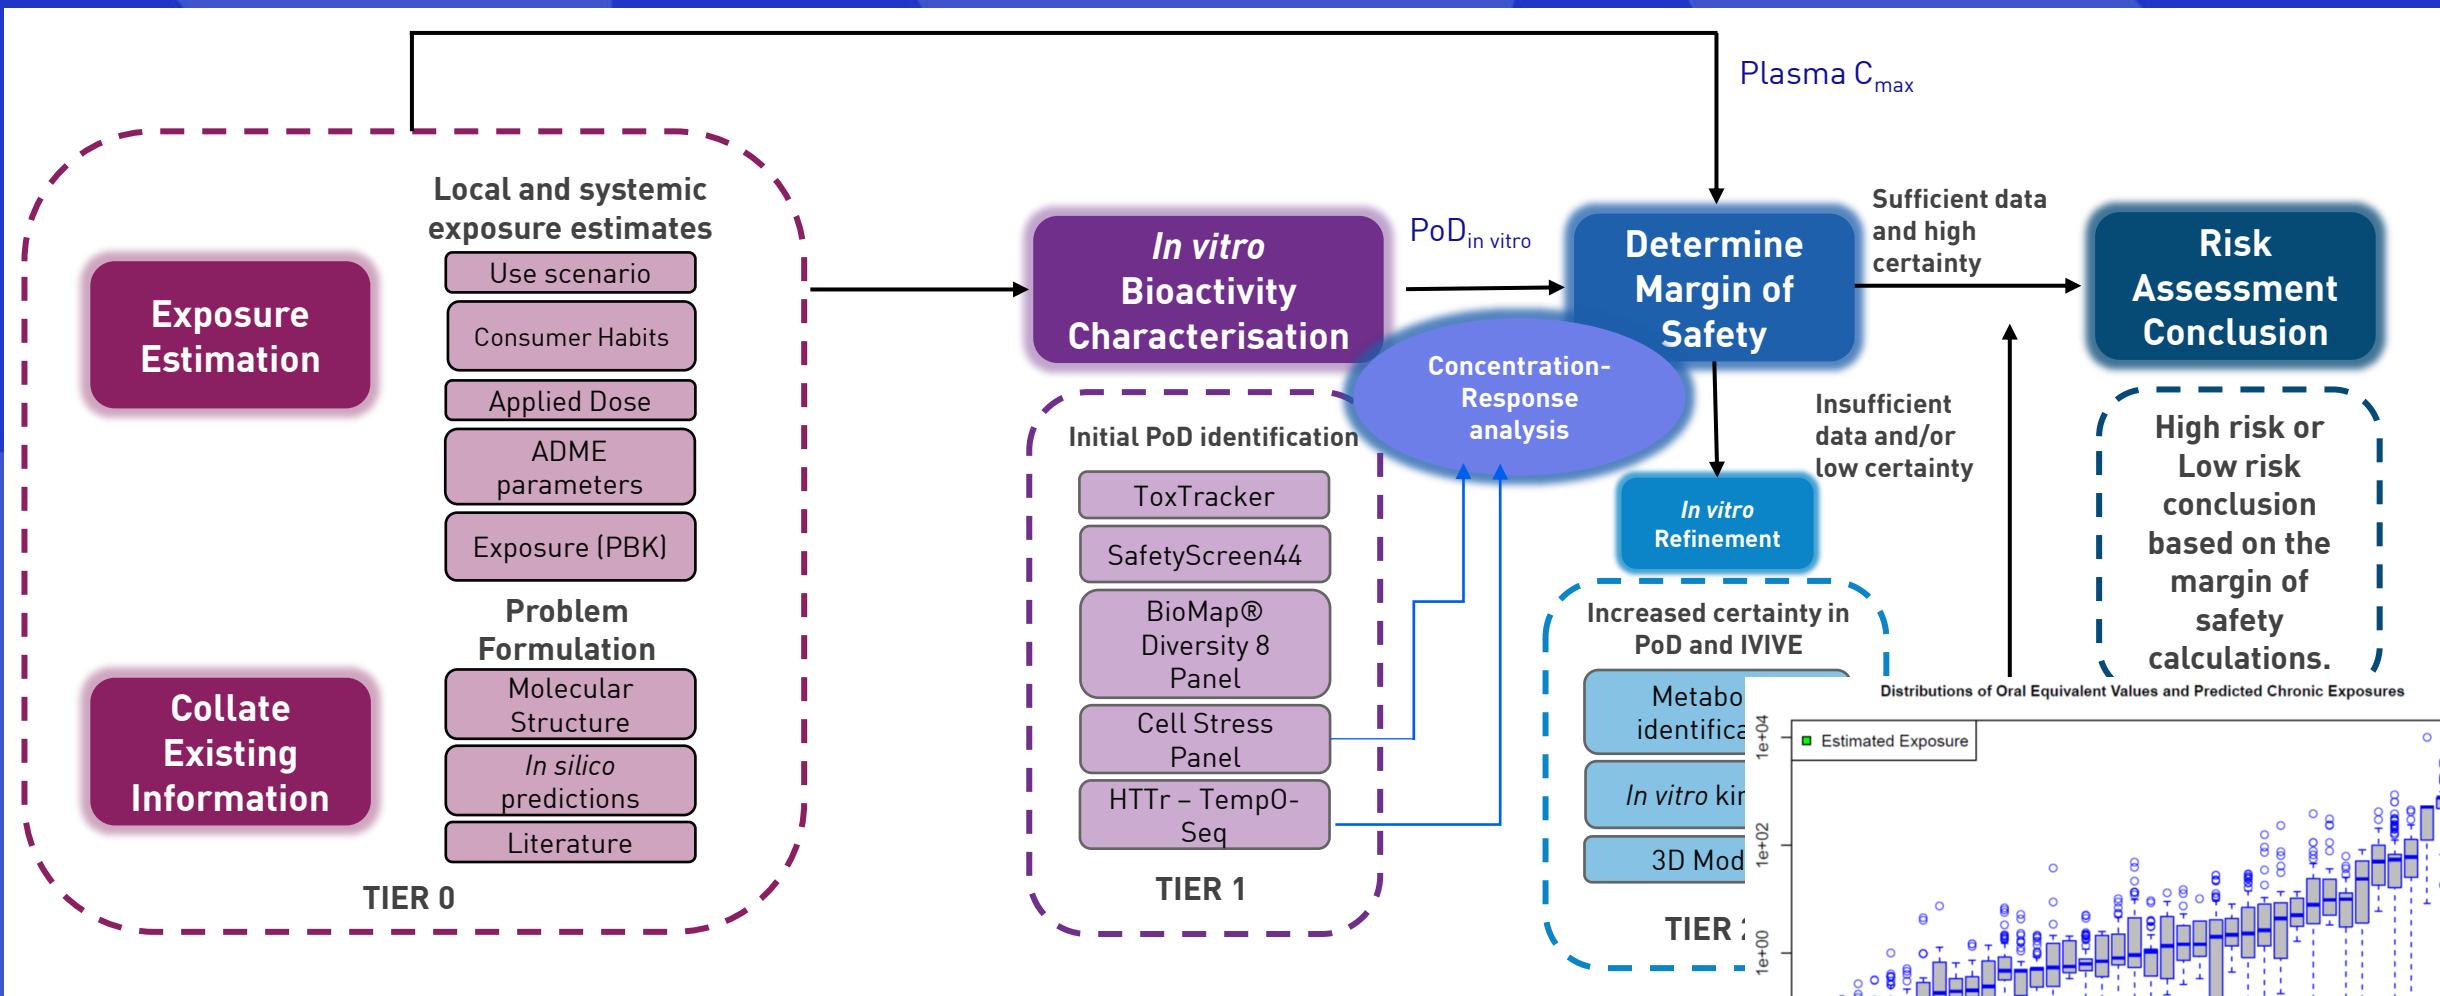 Plasma Cmax
Local and systemic
exposure estimates
Exposure
Estimation
Use scenario
Consumer Habits
Applied Dose
ADME
parameters
Exposure (PBK)
Problem
Formulation
Collate
Existing
Information
Molecular
Structure
In silico
predictions
Literature
TIER 0
In vitro
Bioactivity
Characterisation
Initial PoD identification
ToxTracker
SafetyScreen44
BioMap®
Diversity 8
Panel
Cell Stress
Panel
HTTr – TempO-
Seq
TIER 1
PoDin vitro
Concentration-
Response
analysis
Determine
Margin of
Safety
Sufficient data
and high
certainty
Insufficient
data and/or
low certainty
In vitro
Refinement
Increased certainty in
PoD and IVIVE
In vitro
3D
TIER
Risk
Assessment
Conclusion
High risk or
Low risk
conclusion
based on the
margin of
safety
calculations.
Distributions of Oral Equivalent Values and Predicted Chronic Exposures
Estimated Exposure
1e+04
1e+02
1e+00